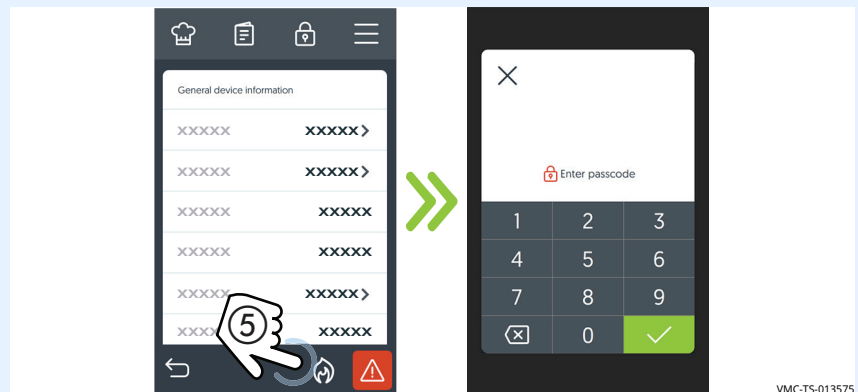 General device information
xxxxx xxxxx
xxxxx xxxxx
xxxxx xxxxx
xxxxx xxxxx
xxxxx xxxxx
xxxx xxxxx
5
Enter passcode
1 2 3
4 5 6
7 8 9
0
VMC-TS-013575